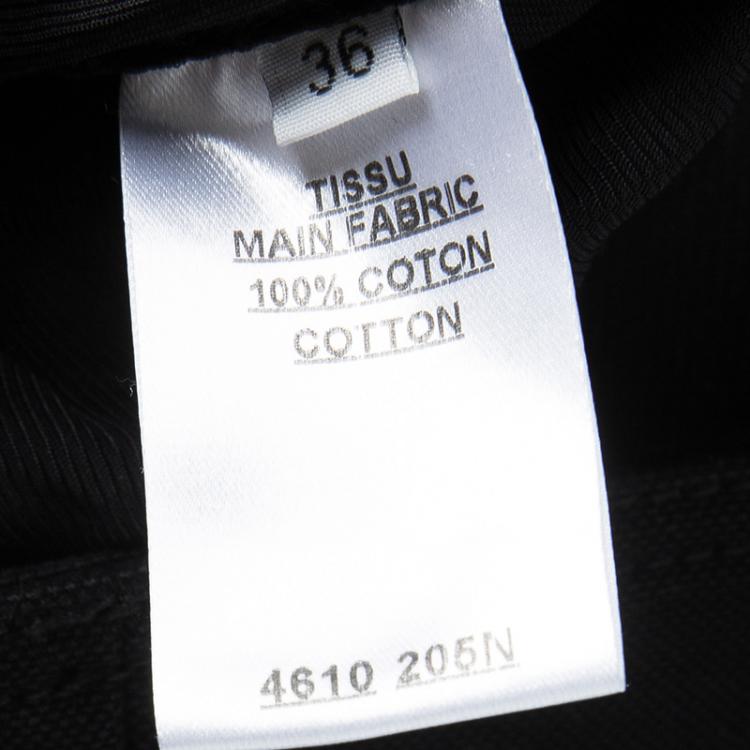 36
TISSU
MAIN FABRIC
100% COTON
COTTON
4610 205N